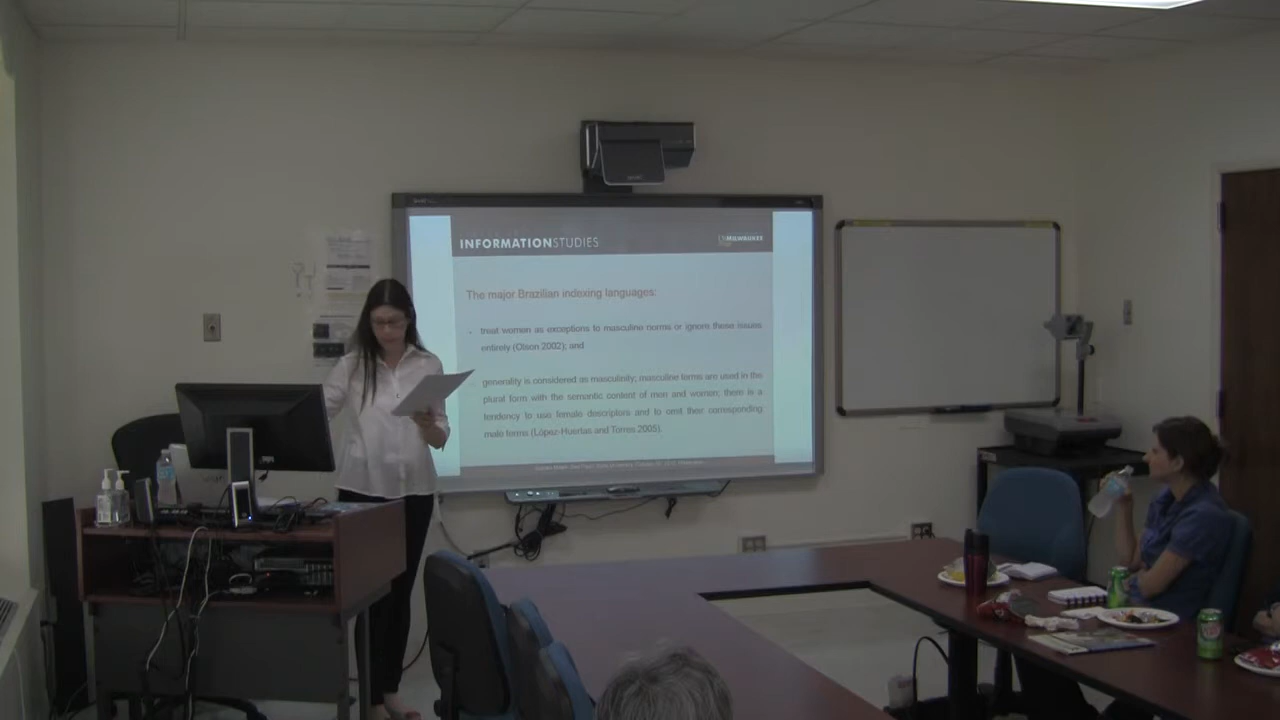 INFORMATIONSTUDIES
MILWAUKEE
The major Brazilian indexing languages:
- treat women as exceptions to masculine norms or ignore these issues
entirely (Olson 2002); and
generality is considered as masculinity; masculine terms are used in the
plural form with the semantic content of men and women; there is a
tendency to use female descriptors and to omit their corresponding
male terms (López-Huertas and Torres 2005).